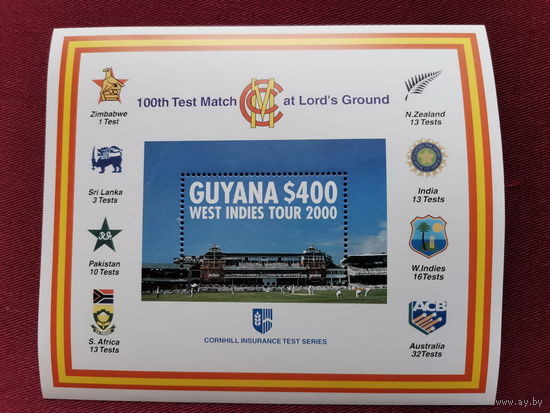 100th Test Match MCC at Lord's Ground
Zimbabwe
1 Test
N.Zealand
13 Tests
Sri Lanka
3 Tests
India
13 Tests
GUYANA $400
WEST INDIES TOUR 2000
Pakistan
10 Tests
W.Indies
16Tests
S. Africa
13 Tests
ACB
Australia
32Tests
CORNHILL INSURANCE TEST SERIES
www.ay.by